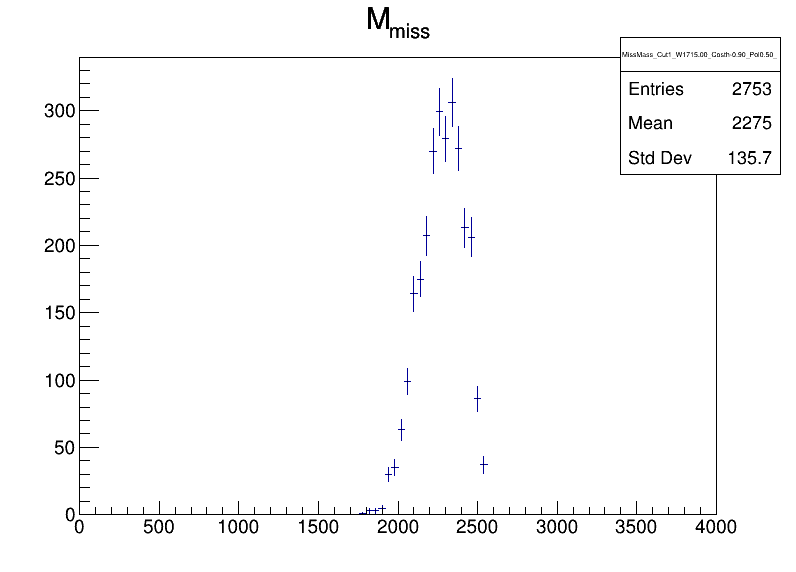 M_miss
MissMass_Cut1_W1715.00_Costh-0.90_Pol0.50_
Entries 2753
Mean 2275
Std Dev 135.7
300
250
200
150
100
50
0
0 500 1000 1500 2000 2500 3000 3500 4000